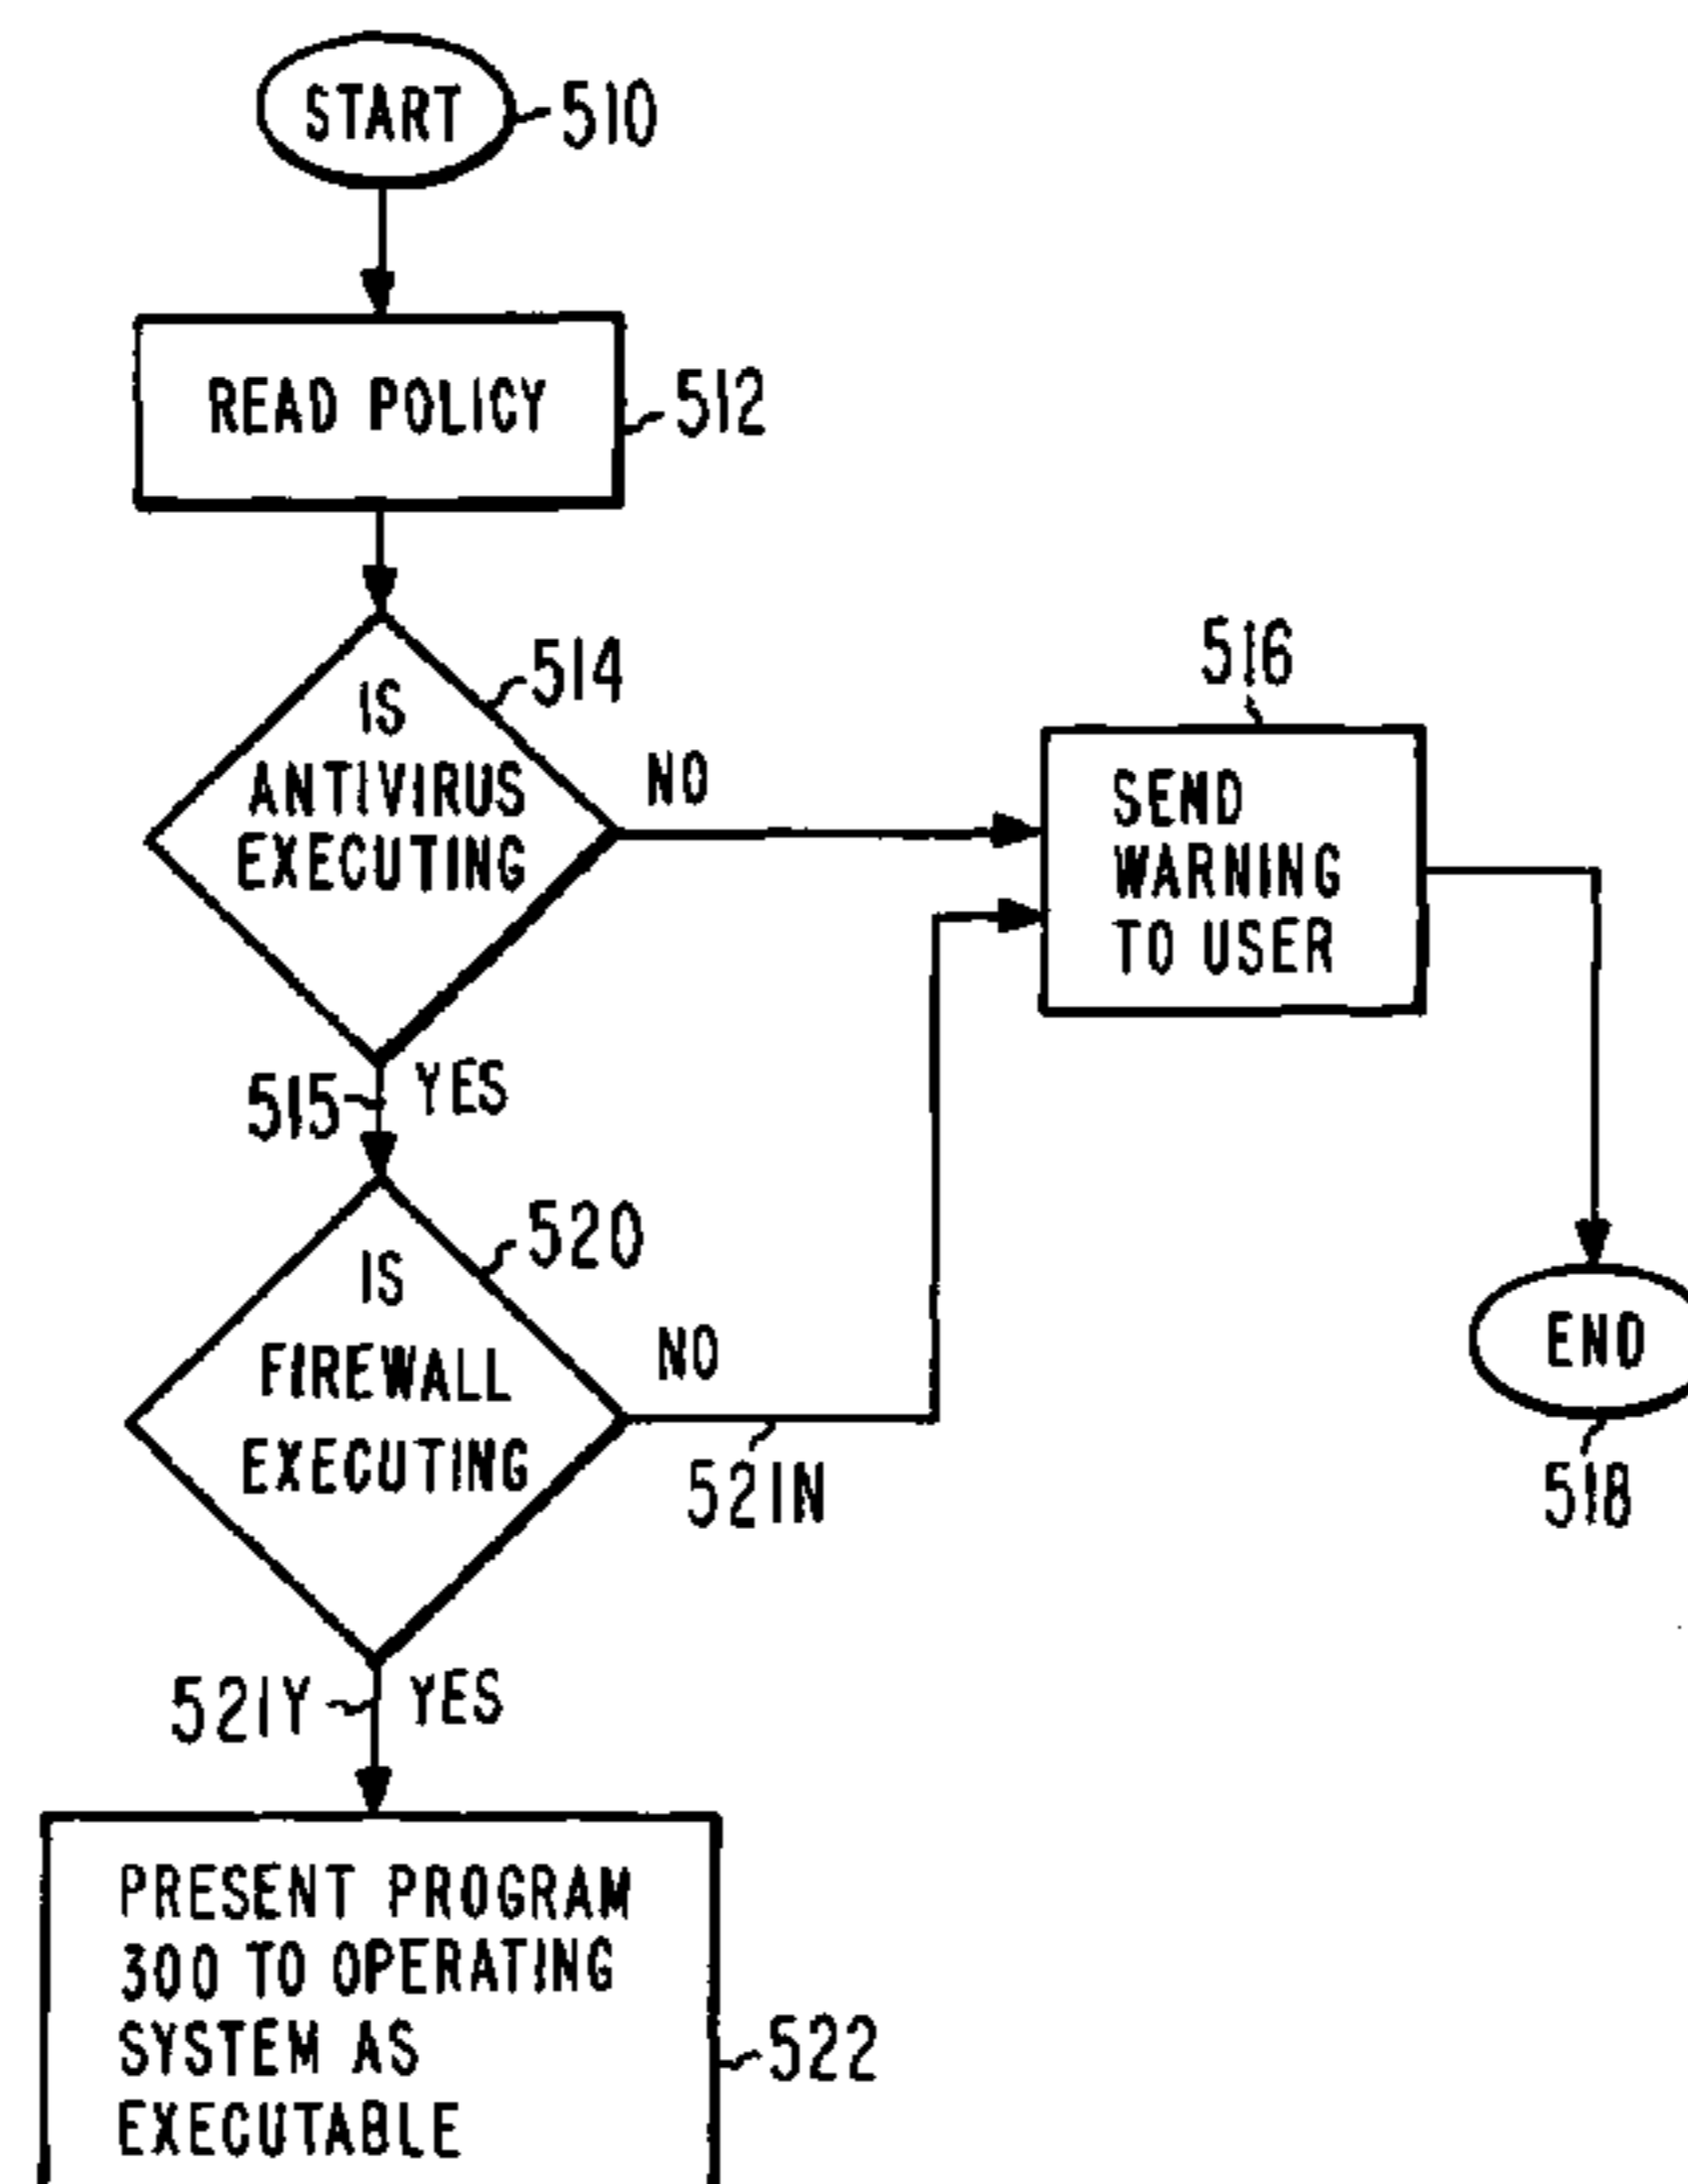 START
510
READ POLICY
512
IS
ANTIVIRUS
EXECUTING
514
NO
516
SEND
WARNING
TO USER
515
YES
IS
FIREWALL
EXECUTING
520
NO
521N
END
518
521Y
YES
PRESENT PROGRAM
300 TO OPERATING
SYSTEM AS
EXECUTABLE
522